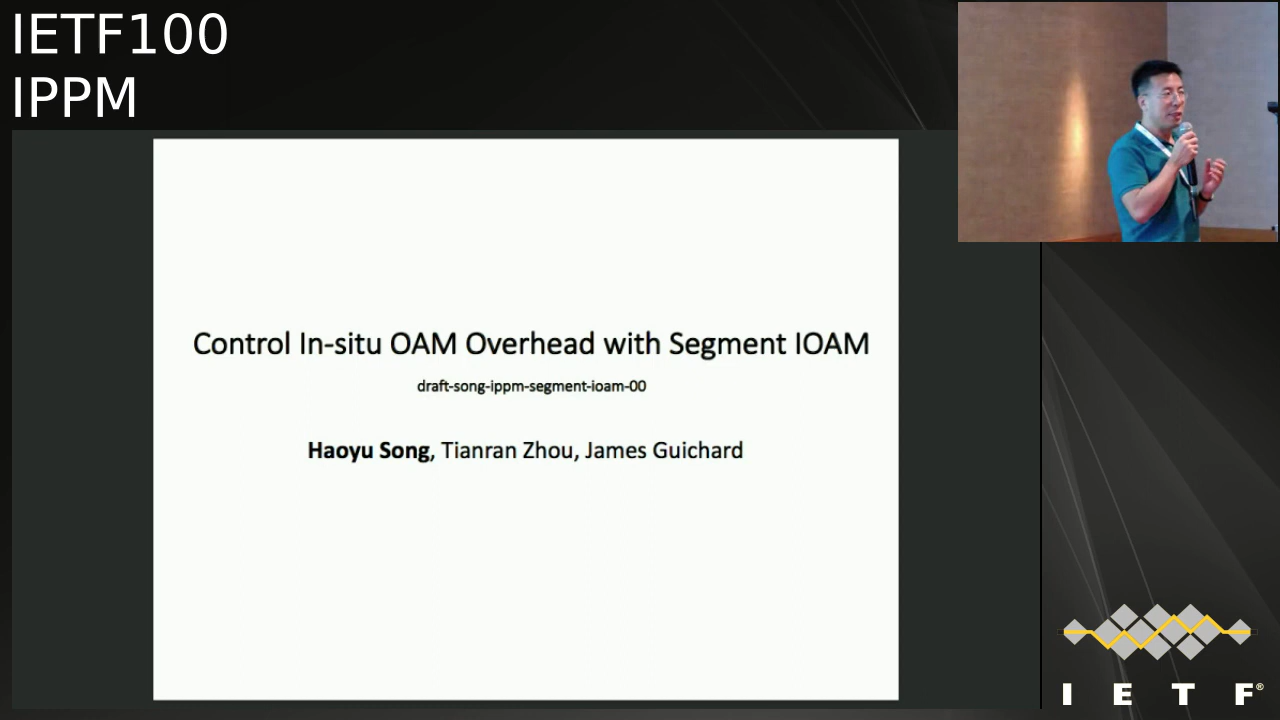 IETF100
IPPM
Control In-situ OAM Overhead with Segment IOAM
draft-song-ippm-segment-ioam-00
Haoyu Song, Tianran Zhou, James Guichard
I E T F®